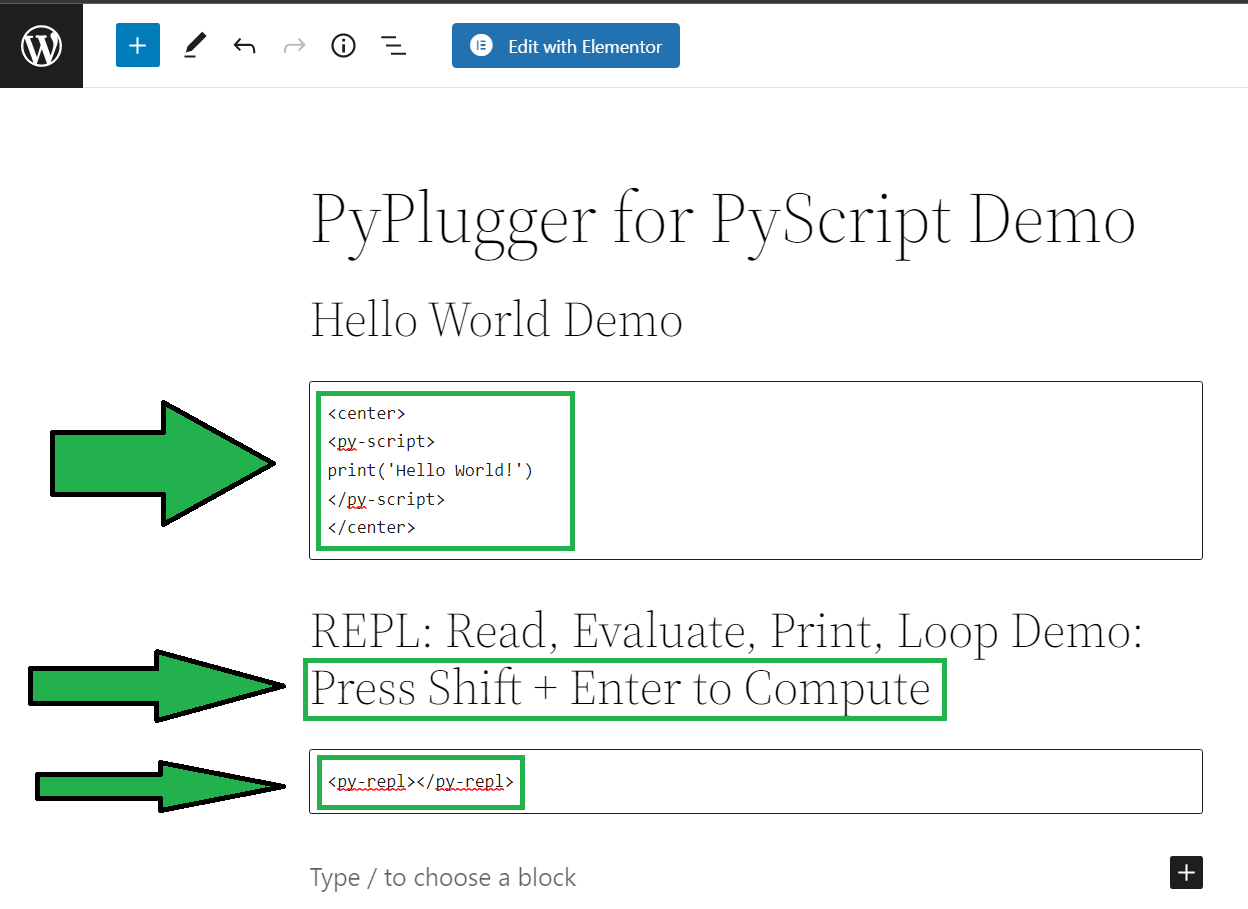 Edit with Elementor
PyPlugger for PyScript Demo
Hello World Demo
<center>
<py-script>
print('Hello World!')
</py-script>
</center>
REPL: Read, Evaluate, Print, Loop Demo:
Press Shift + Enter to Compute
<py-repl></py-repl>
Type / to choose a block